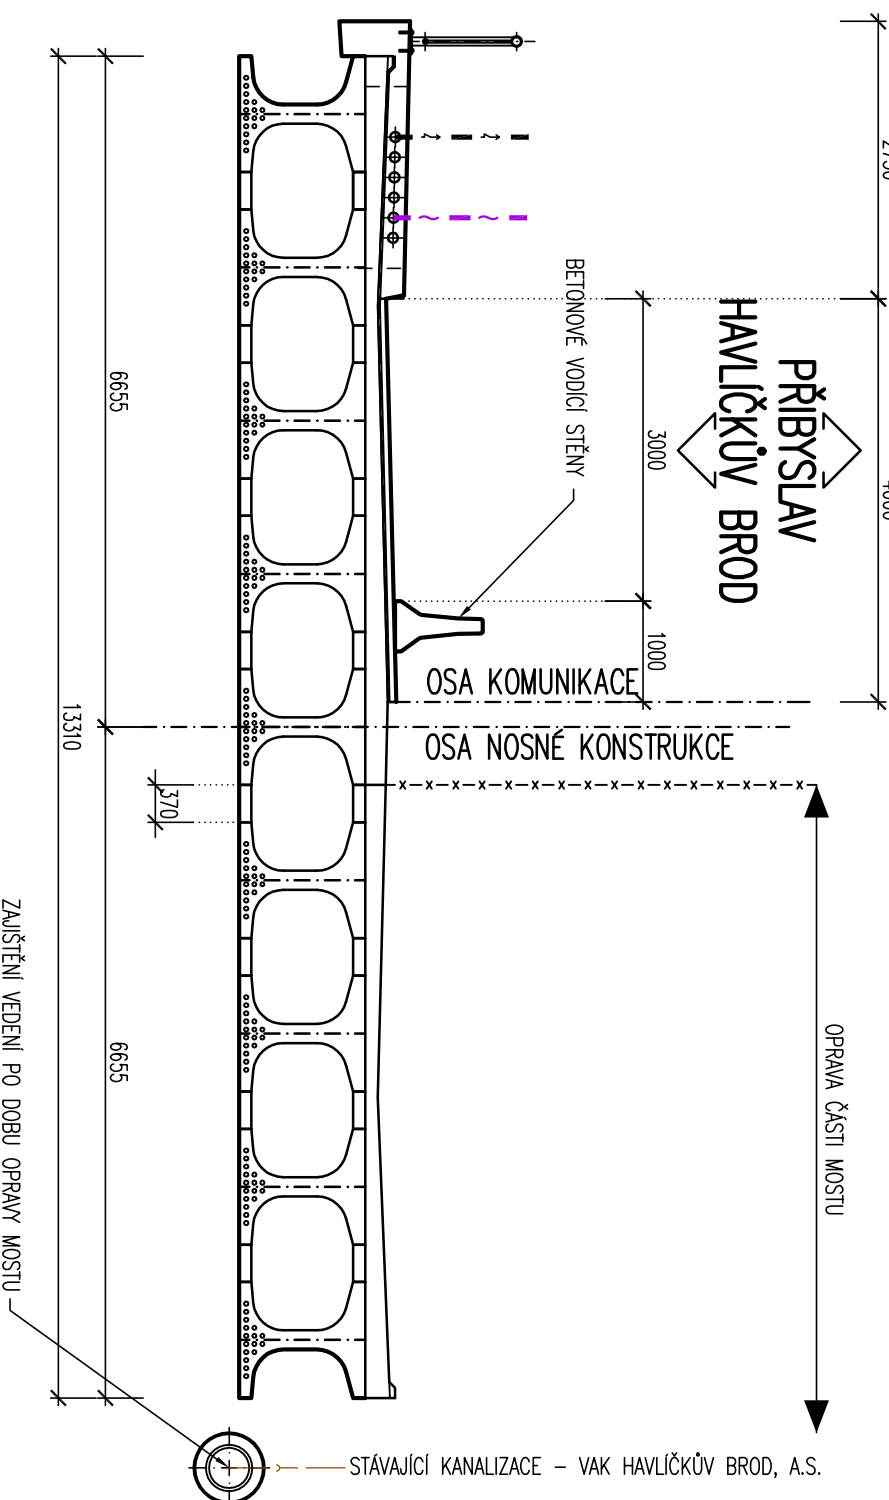 PŘIBYSLAV
HAVLÍČKŮV BROD
3000
1000
BETONOVÉ VODÍCÍ STĚNY
OSA KOMUNIKACE
OSA NOSNÉ KONSTRUKCE
OPRAVA ČÁSTI MOSTU
370
6655
6655
13310
ZAJIŠTĚNÍ VEDENÍ PO DOBU OPRAVY MOSTU
STÁVAJÍCÍ KANALIZACE – VAK HAVLÍČKŮV BROD, A.S.